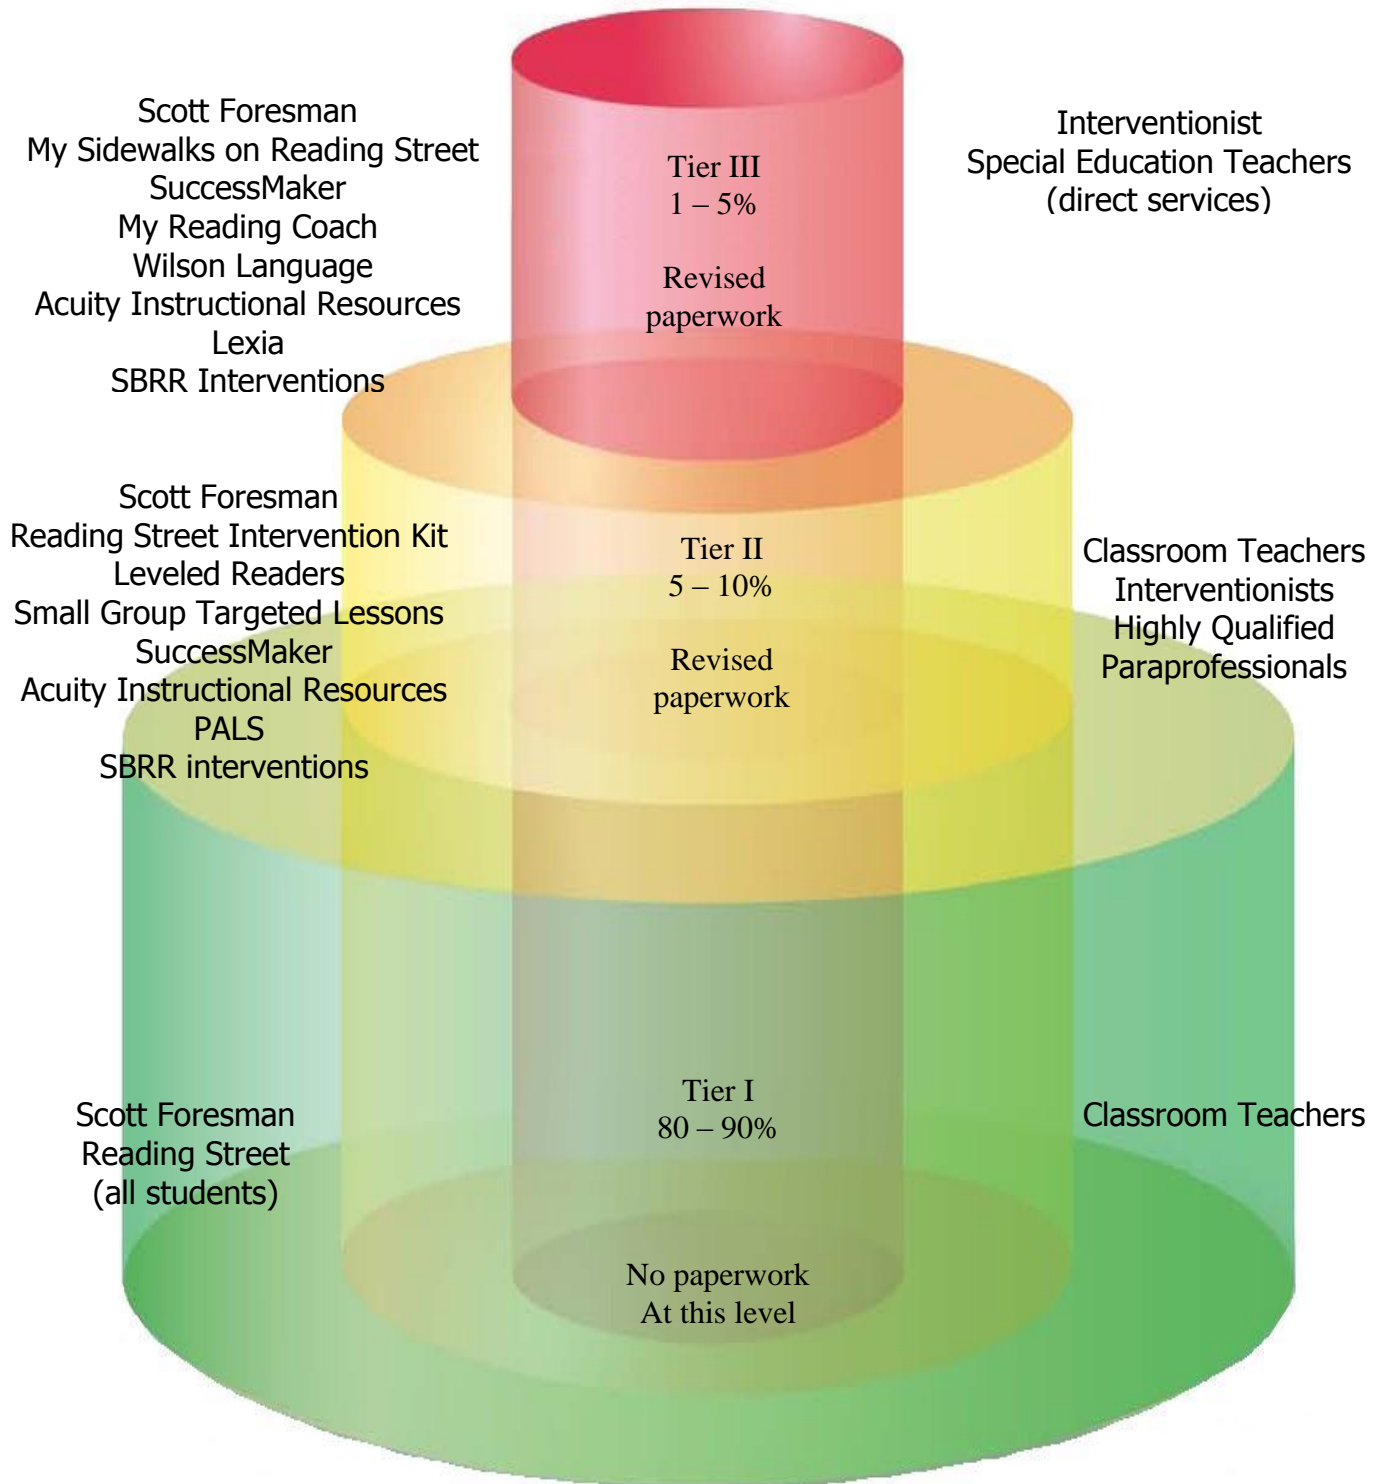 Scott Foresman
My Sidewalks on Reading Street
SuccessMaker
My Reading Coach
Wilson Language
Acuity Instructional Resources
Lexia
SBRR Interventions
Tier III
1 – 5%
Revised
paperwork
Interventionist
Special Education Teachers
(direct services)
Scott Foresman
Reading Street Intervention Kit
Leveled Readers
Small Group Targeted Lessons
SuccessMaker
Acuity Instructional Resources
PALS
SBRR interventions
Tier II
5 – 10%
Revised
paperwork
Classroom Teachers
Interventionists
Highly Qualified
Paraprofessionals
Scott Foresman
Reading Street
(all students)
Tier I
80 – 90%
No paperwork
At this level
Classroom Teachers